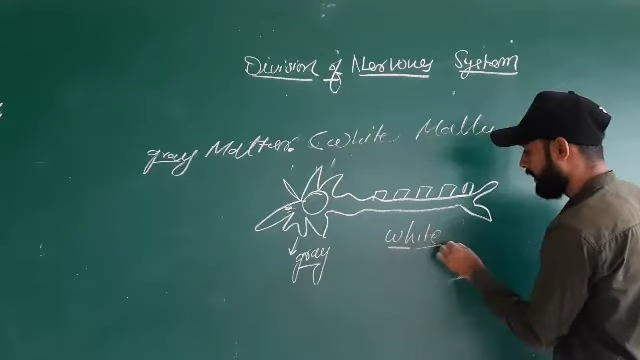 Division of Nervous System
gray Matter. (White Matter
gray
white